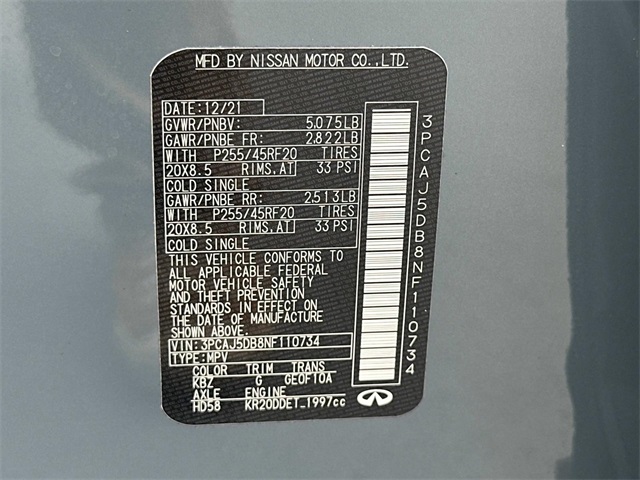 MFD BY NISSAN MOTOR CO.,LTD.
DATE:12/21
GVWR/PNBV: 5,075LB
GAWR/PNBE FR: 2,822LB
WITH P255/45RF20 TIRES
20X8.5 RIMS,AT 33 PSI
COLD SINGLE
GAWR/PNBE RR: 2,513LB
WITH P255/45RF20 TIRES
20X8.5 RIMS,AT 33 PSI
COLD SINGLE
THIS VEHICLE CONFORMS TO
ALL APPLICABLE FEDERAL
MOTOR VEHICLE SAFETY
AND THEFT PREVENTION
STANDARDS IN EFFECT ON
THE DATE OF MANUFACTURE
SHOWN ABOVE.
VIN:3PCAJ5DB8NF110734
TYPE:MPV
COLOR TRIM TRANS
KBZ G GE0F10A
AXLE ENGINE
HD58 KR20DDET_1997cc
3PCAJ5DB8NF110734